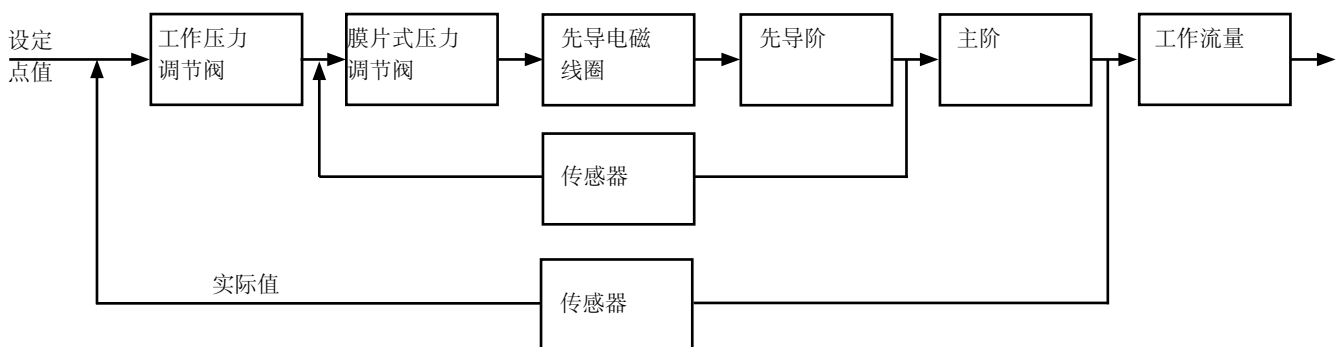 设定
点值
工作压力
调节阀
膜片式压力
调节阀
先导电磁
线圈
先导阶
主阶
工作流量
传感器
实际值
传感器